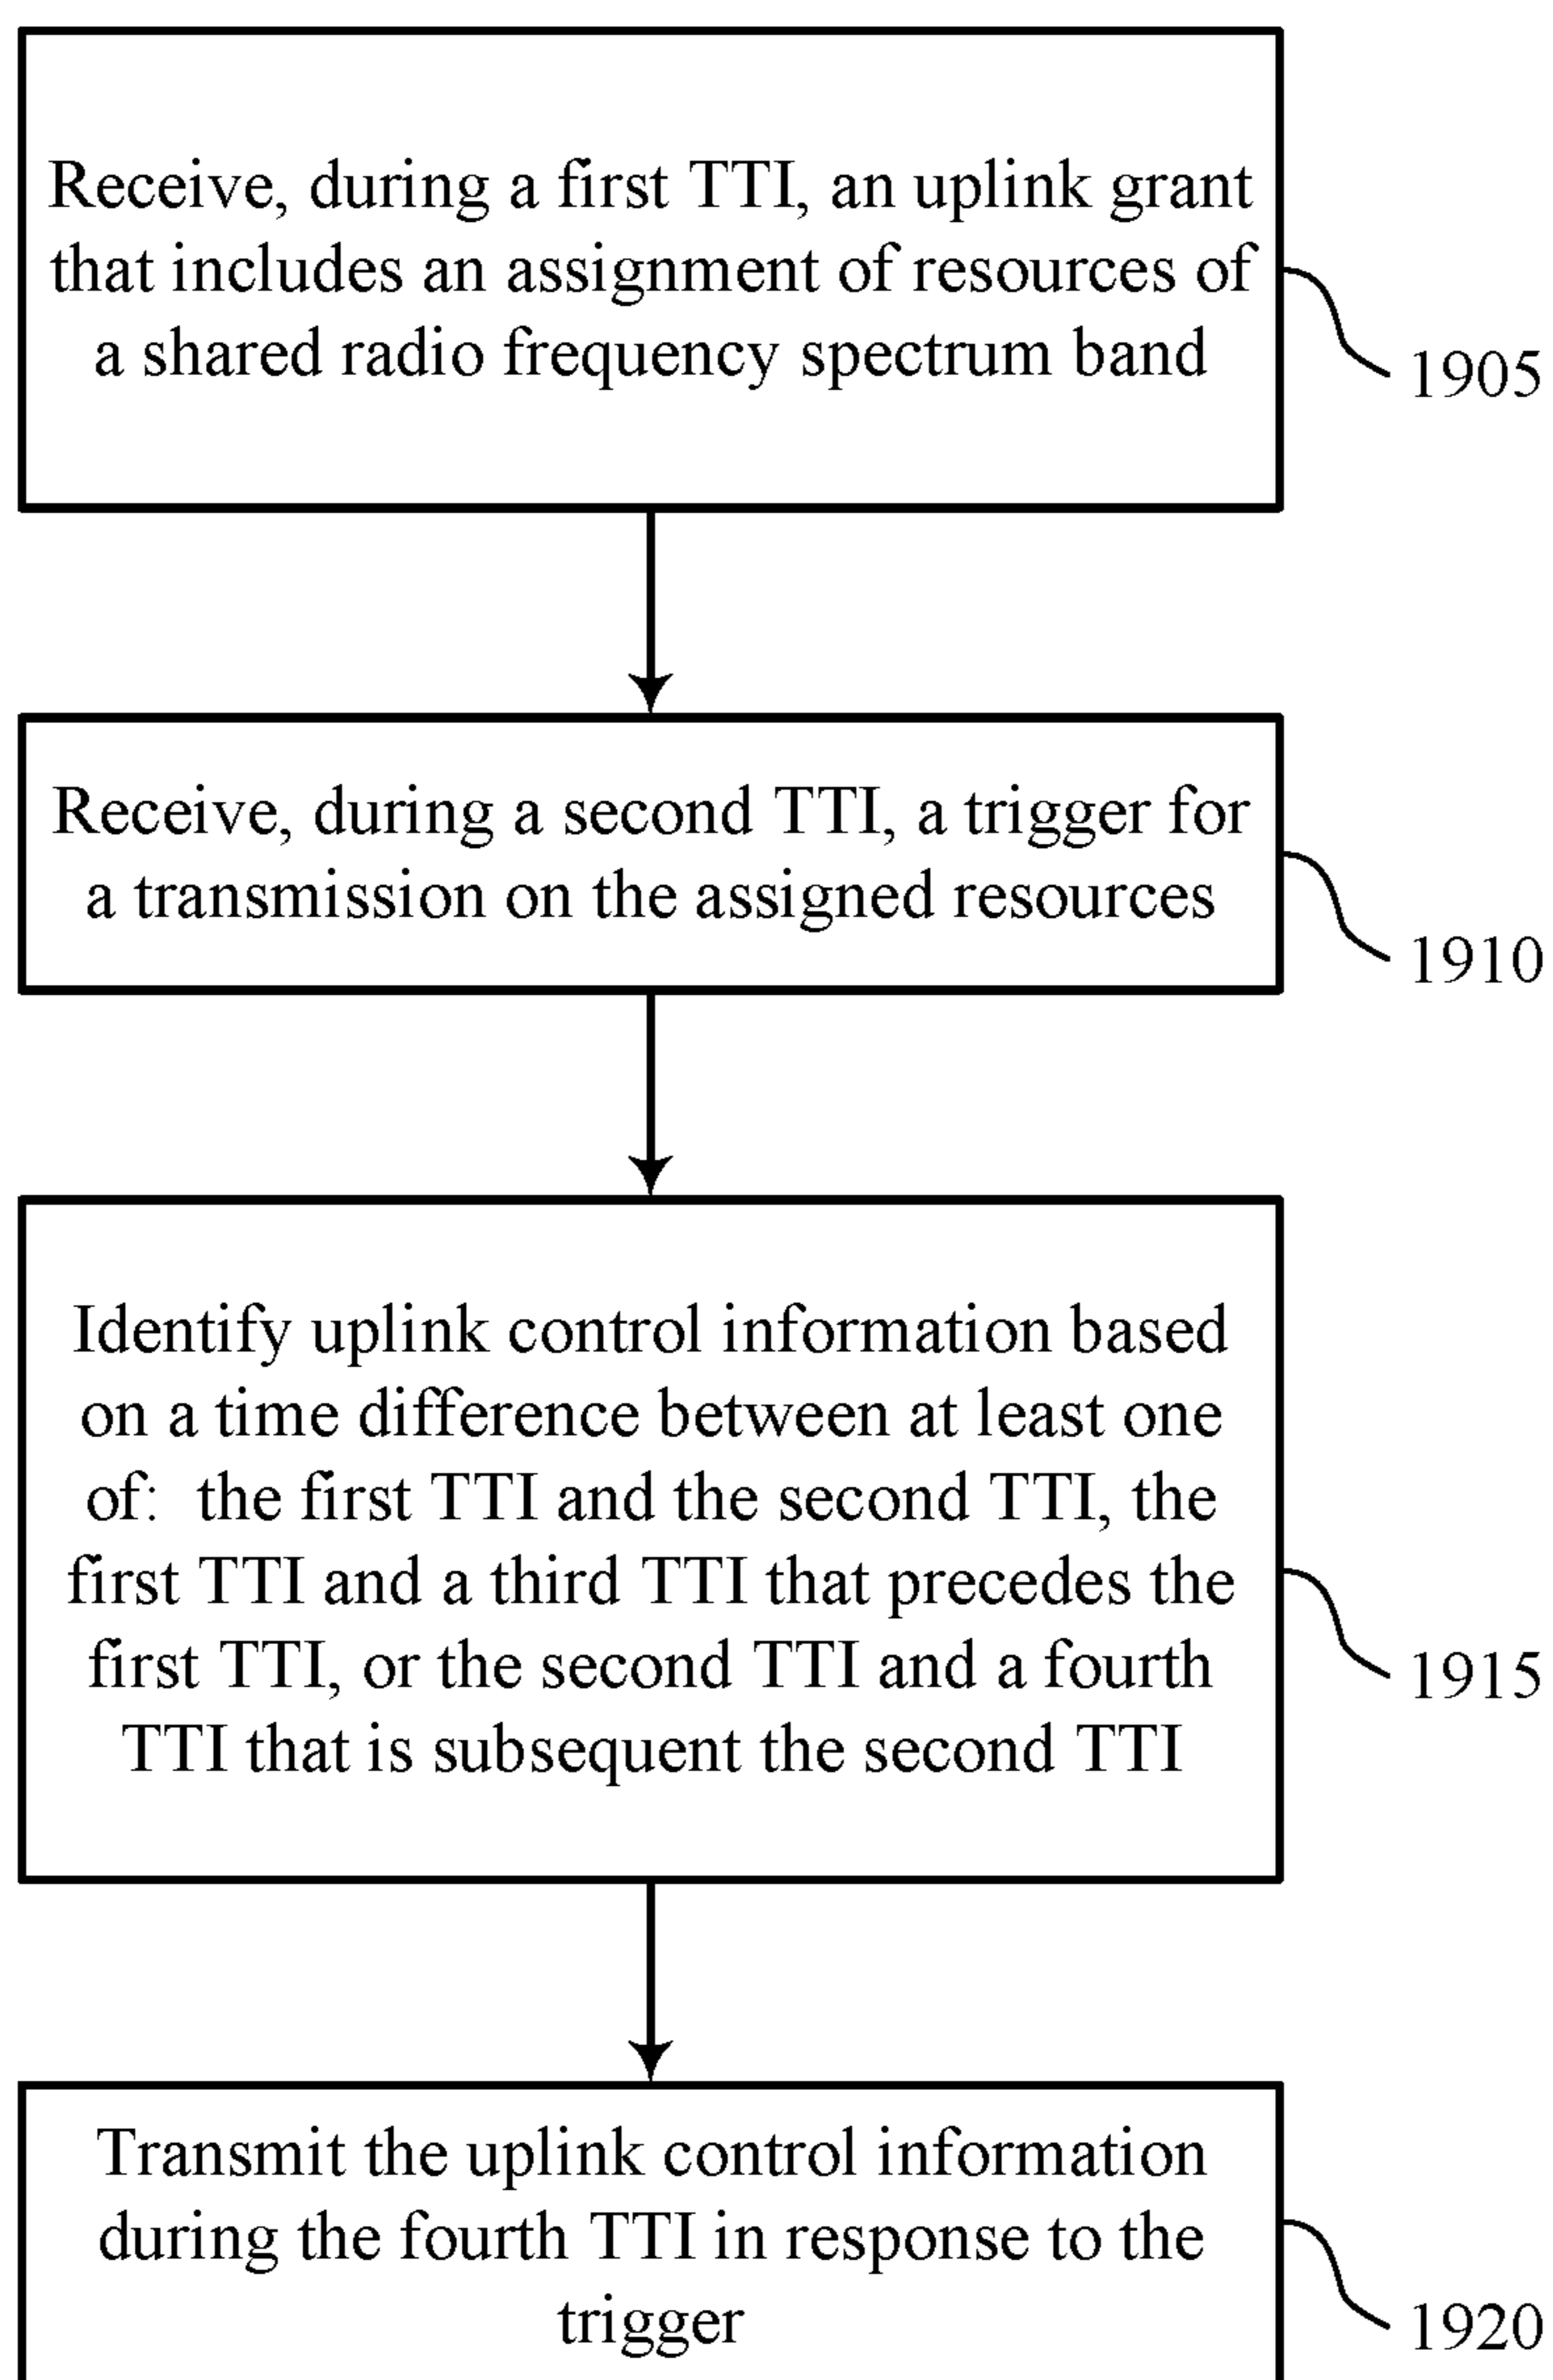 Receive, during a first TTI, an uplink grant
that includes an assignment of resources of
a shared radio frequency spectrum band
1905
Receive, during a second TTI, a trigger for
a transmission on the assigned resources
1910
Identify uplink control information based
on a time difference between at least one
of:  the first TTI and the second TTI, the
first TTI and a third TTI that precedes the
first TTI, or the second TTI and a fourth
TTI that is subsequent the second TTI
1915
Transmit the uplink control information
during the fourth TTI in response to the
trigger
1920